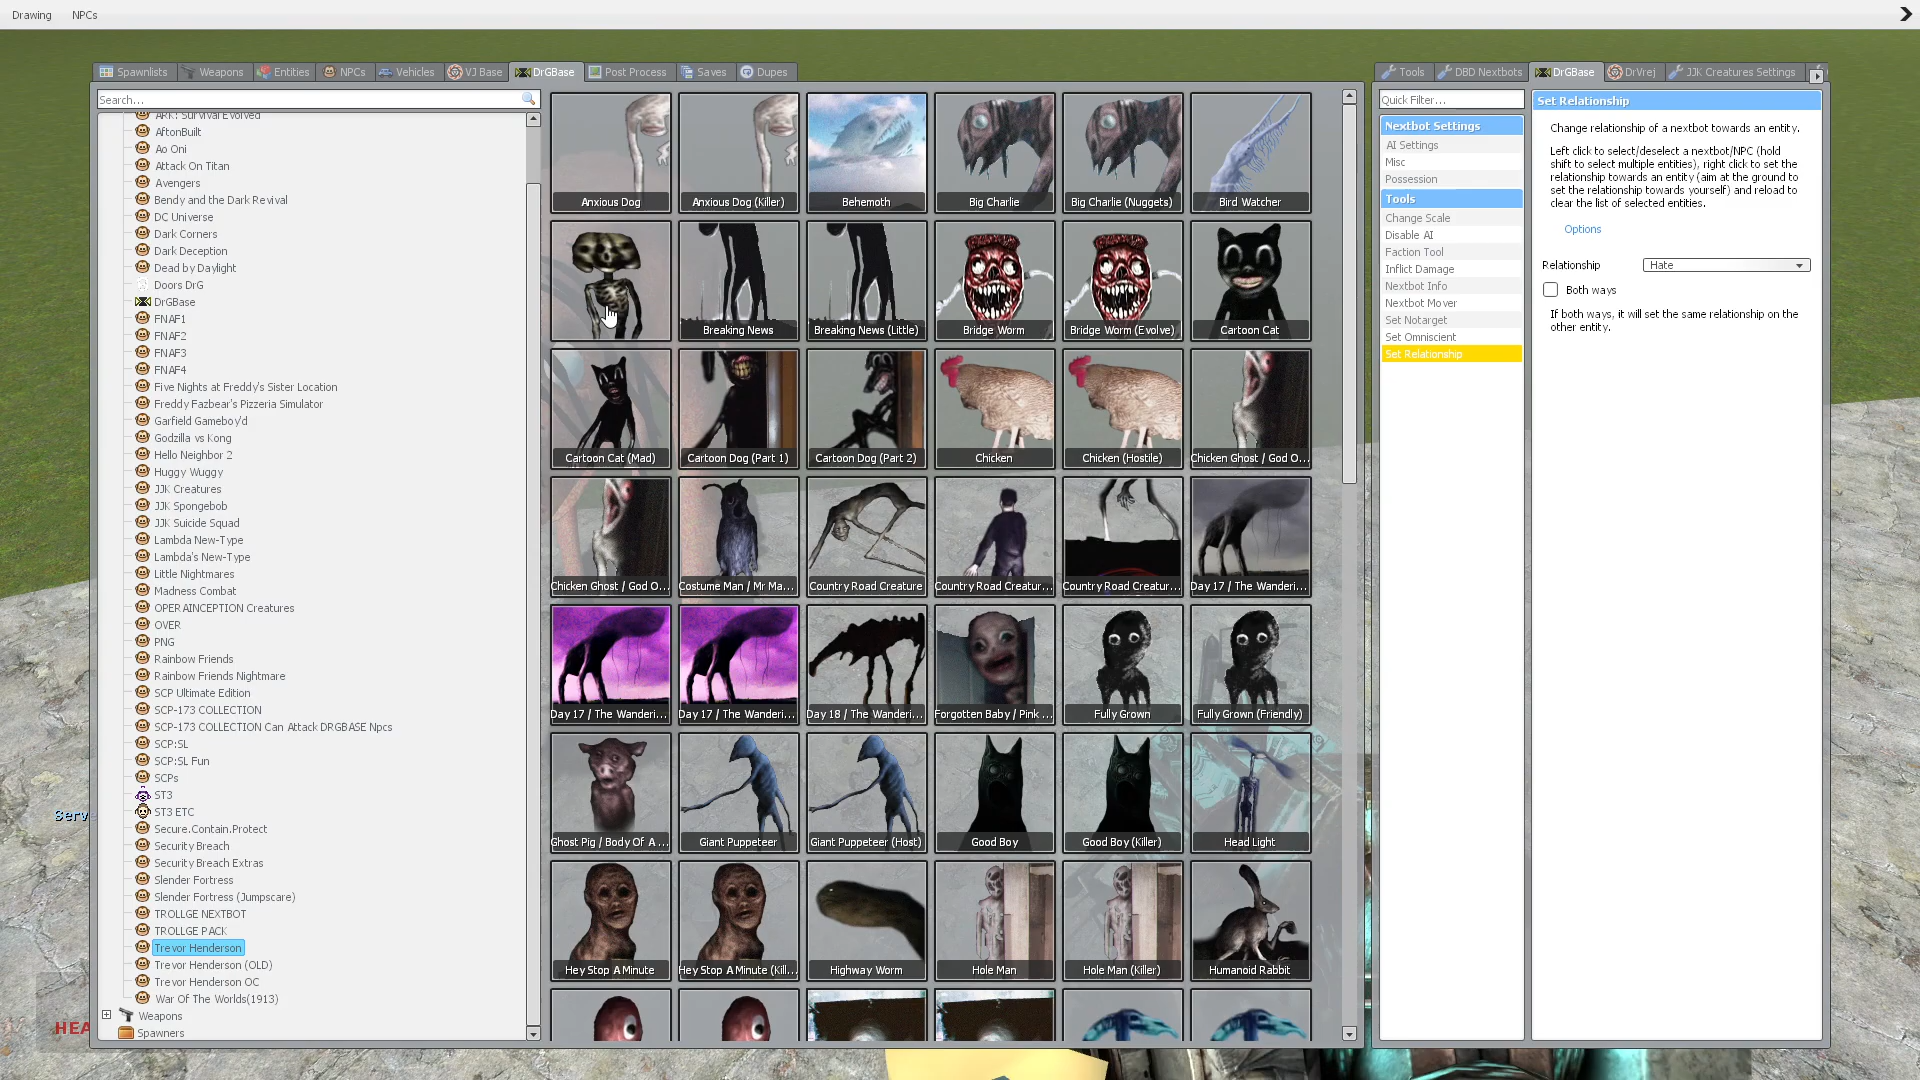 Drawing NPCs
Spawnlists Weapons Entities NPCs Vehicles VJ Base DrGBase Post Process Saves Dupes
Tools DBD Nextbots DrGBase DrVrej JJK Creatures Settings
Search...
ARK: Survival Evolved
AftonBuilt
Ao Oni
Attack On Titan
Avengers
Bendy and the Dark Revival
DC Universe
Dark Corners
Dark Deception
Dead by Daylight
Doors DrG
DrGBase
FNAF1
FNAF2
FNAF3
FNAF4
Five Nights at Freddy's Sister Location
Freddy Fazbear's Pizzeria Simulator
Garfield Gameboy'd
Godzilla vs Kong
Hello Neighbor 2
Huggy Wuggy
JJK Creatures
JJK Spongebob
JJK Suicide Squad
Lambda New-Type
Lambda's New-Type
Little Nightmares
Madness Combat
OPERAINCEPTION Creatures
OVER
PNG
Rainbow Friends
Rainbow Friends Nightmare
SCP Ultimate Edition
SCP-173 COLLECTION
SCP-173 COLLECTION Can Attack DRGBASE Npcs
SCP:SL
SCP:SL Fun
SCPs
ST3
ST3 ETC
Secure.Contain.Protect
Security Breach
Security Breach Extras
Slender Fortress
Slender Fortress (Jumpscare)
TROLLGE NEXTBOT
TROLLGE PACK
Trevor Henderson
Trevor Henderson (OLD)
Trevor Henderson OC
War Of The Worlds(1913)
Weapons
Spawners
Serv
HEA
Anxious Dog Anxious Dog (Killer) Behemoth Big Charlie Big Charlie (Nuggets) Bird Watcher
Breaking News Breaking News (Little) Bridge Worm Bridge Worm (Evolve) Cartoon Cat
Cartoon Cat (Mad) Cartoon Dog (Part 1) Cartoon Dog (Part 2) Chicken Chicken (Hostile) Chicken Ghost / God O...
Chicken Ghost / God O... Costume Man / Mr Ma... Country Road Creature Country Road Creatur... Country Road Creatur... Day 17 / The Wanderi...
Day 17 / The Wanderi... Day 17 / The Wanderi... Day 18 / The Wanderi... Forgotten Baby / Pink ... Fully Grown Fully Grown (Friendly)
Ghost Pig / Body Of A ... Giant Puppeteer Giant Puppeteer (Host) Good Boy Good Boy (Killer) Head Light
Hey Stop A Minute Hey Stop A Minute (Kill... Highway Worm Hole Man Hole Man (Killer) Humanoid Rabbit
Quick Filter...
Nextbot Settings
AI Settings
Misc
Possession
Tools
Change Scale
Disable AI
Faction Tool
Inflict Damage
Nextbot Info
Nextbot Mover
Set Notarget
Set Omniscient
Set Relationship
Set Relationship
Change relationship of a nextbot towards an entity.
Left click to select/deselect a nextbot/NPC (hold
shift to select multiple entities), right click to set the
relationship towards an entity (aim at the ground to
set the relationship towards yourself) and reload to
clear the list of selected entities.
Options
Relationship Hate
Both ways
If both ways, it will set the same relationship on the
other entity.